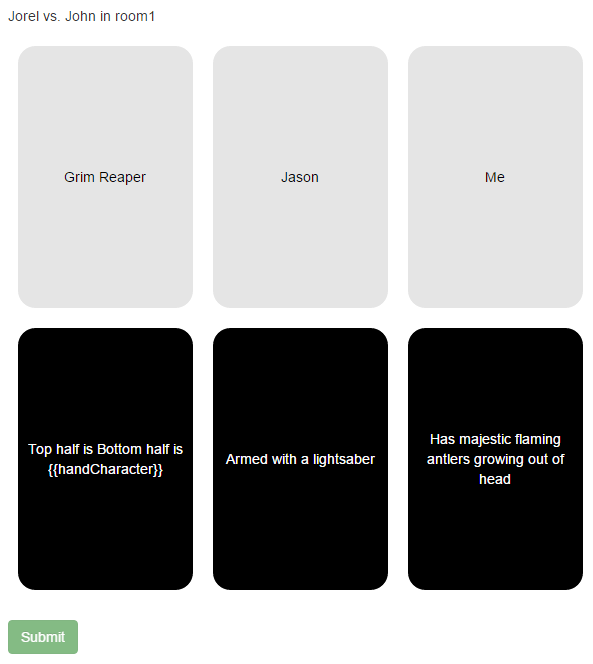 Jorel vs. John in room1
Grim Reaper
Jason
Me
Top half is Bottom half is
{{handCharacter}}
Armed with a lightsaber
Has majestic flaming
antlers growing out of
head
Submit